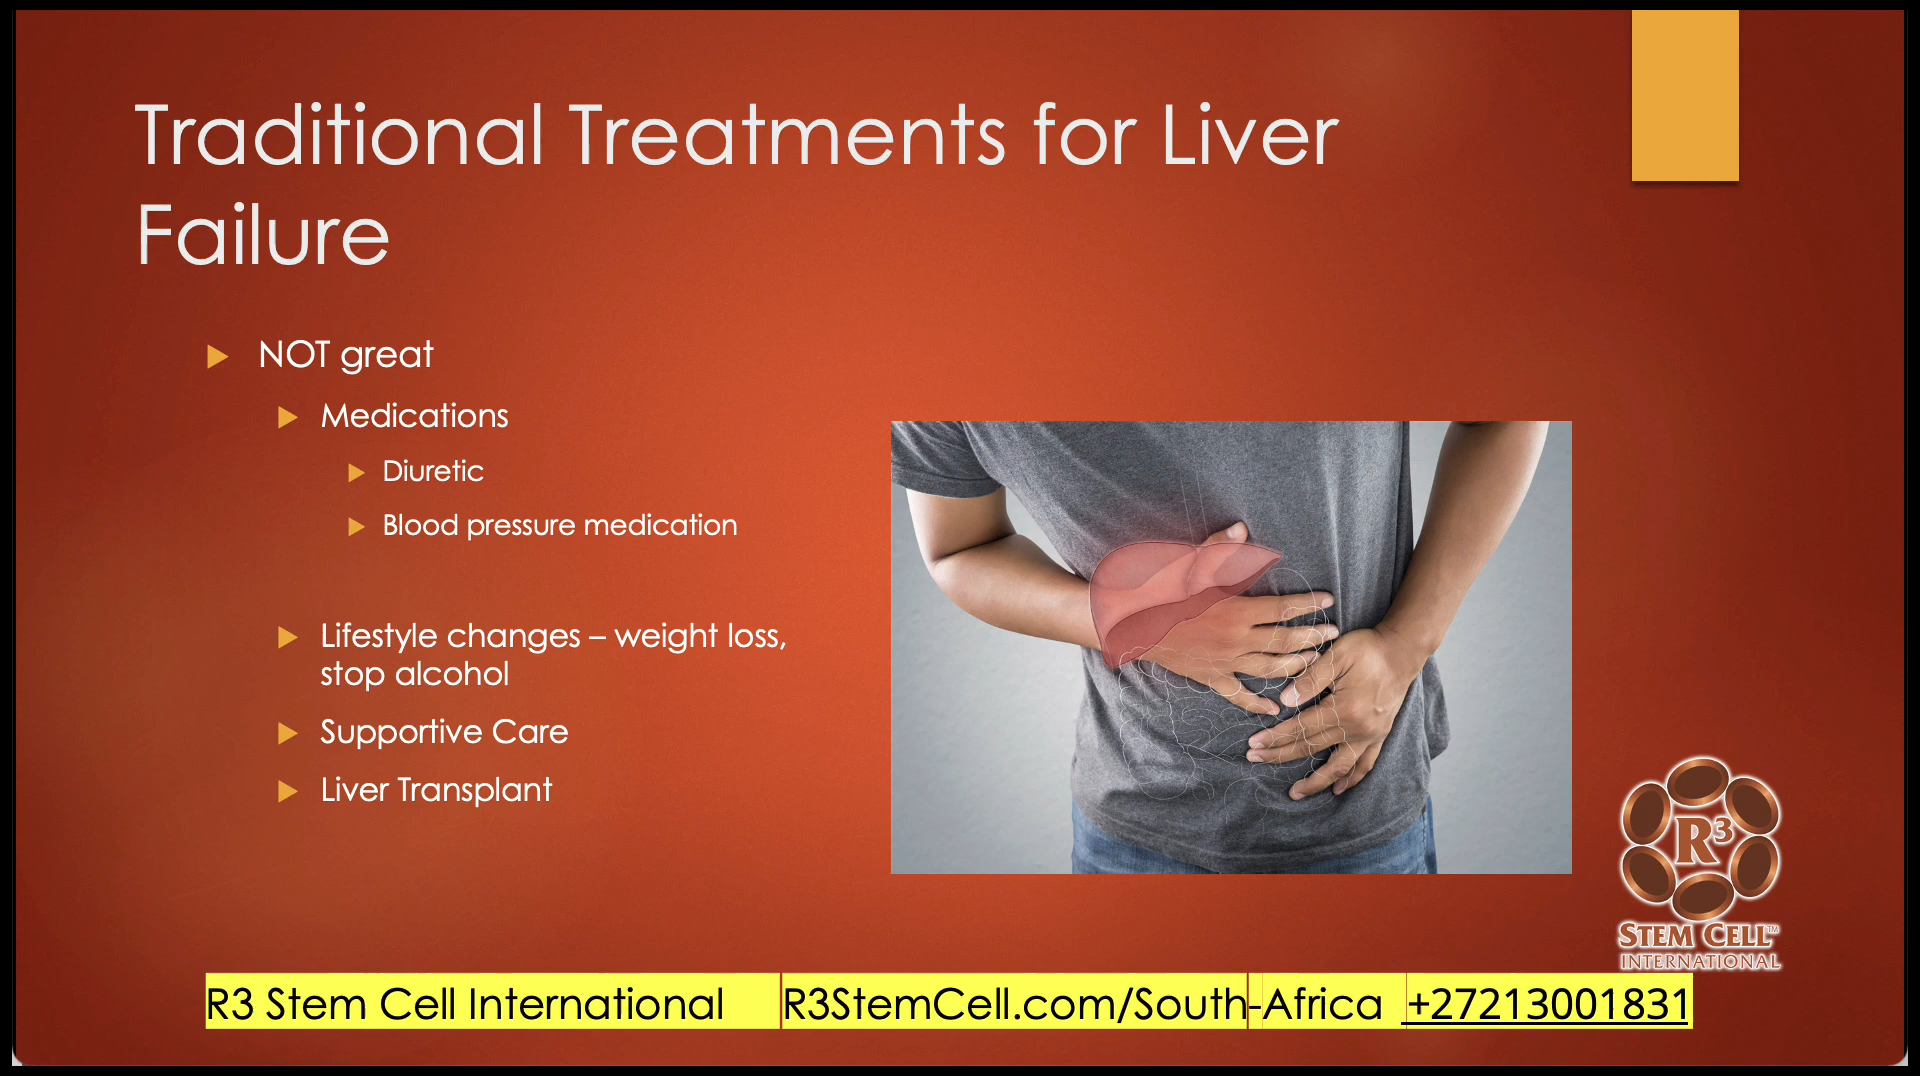 Traditional Treatments for Liver
Failure
NOT great
Medications
Diuretic
Blood pressure medication
Lifestyle changes – weight loss,
stop alcohol
Supportive Care
Liver Transplant
R3
STEM CELL™
INTERNATIONAL
R3 Stem Cell International R3StemCell.com/South-Africa +27213001831